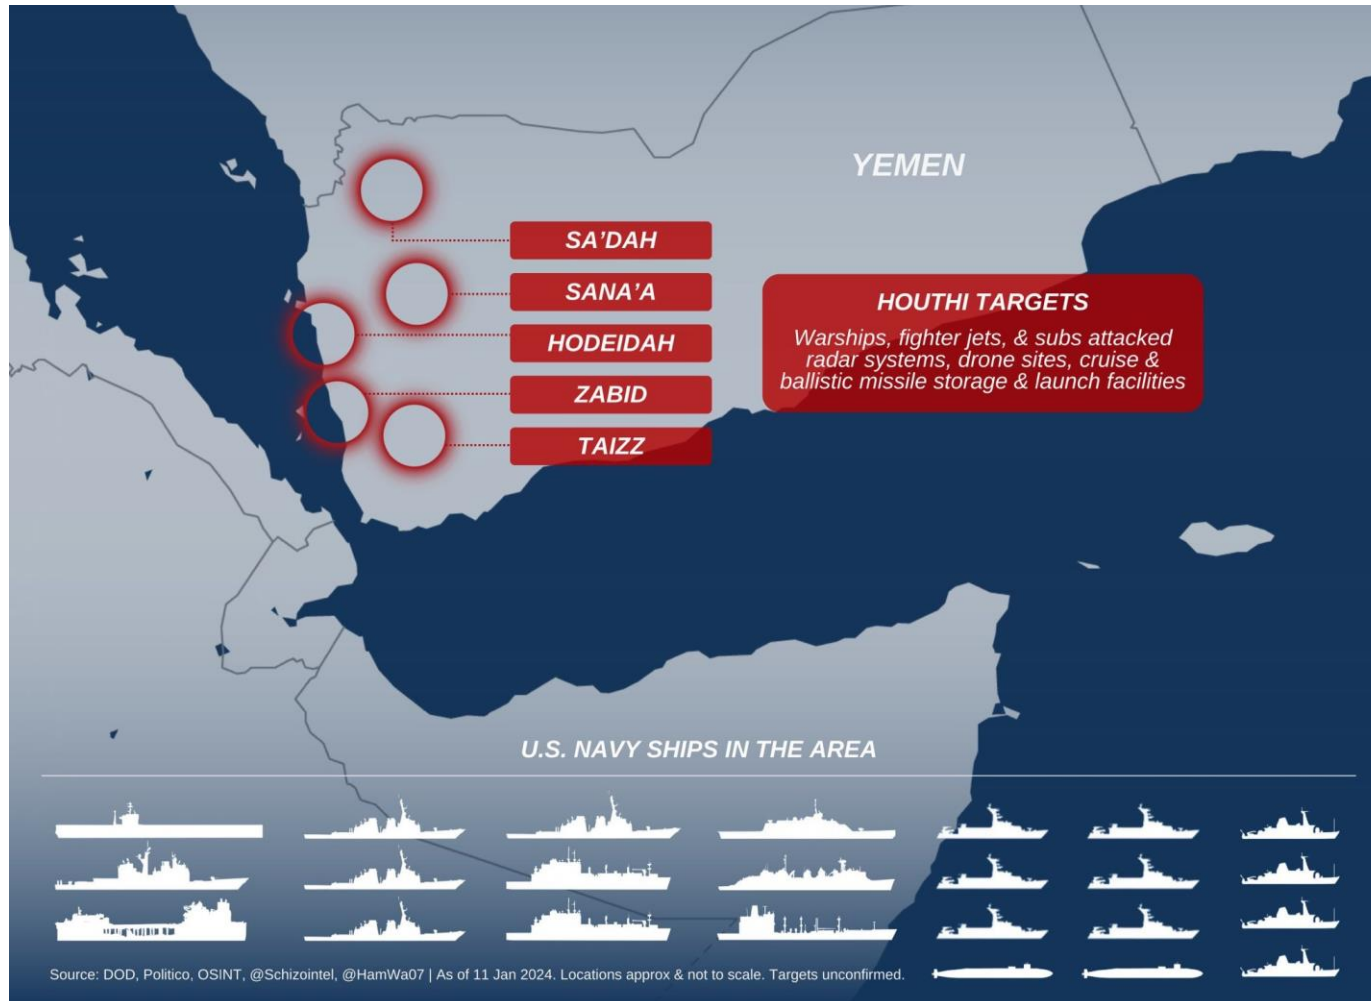 YEMEN
SA’DAH
SANA’A
HODEIDAH
ZABID
TAIZZ
HOUTHI TARGETS
Warships, fighter jets, & subs attacked
radar systems, drone sites, cruise &
ballistic missile storage & launch facilities
U.S. NAVY SHIPS IN THE AREA
Source: DOD, Politico, OSINT, @Schizointel, @HamWa07 | As of 11 Jan 2024. Locations approx & not to scale. Targets unconfirmed.